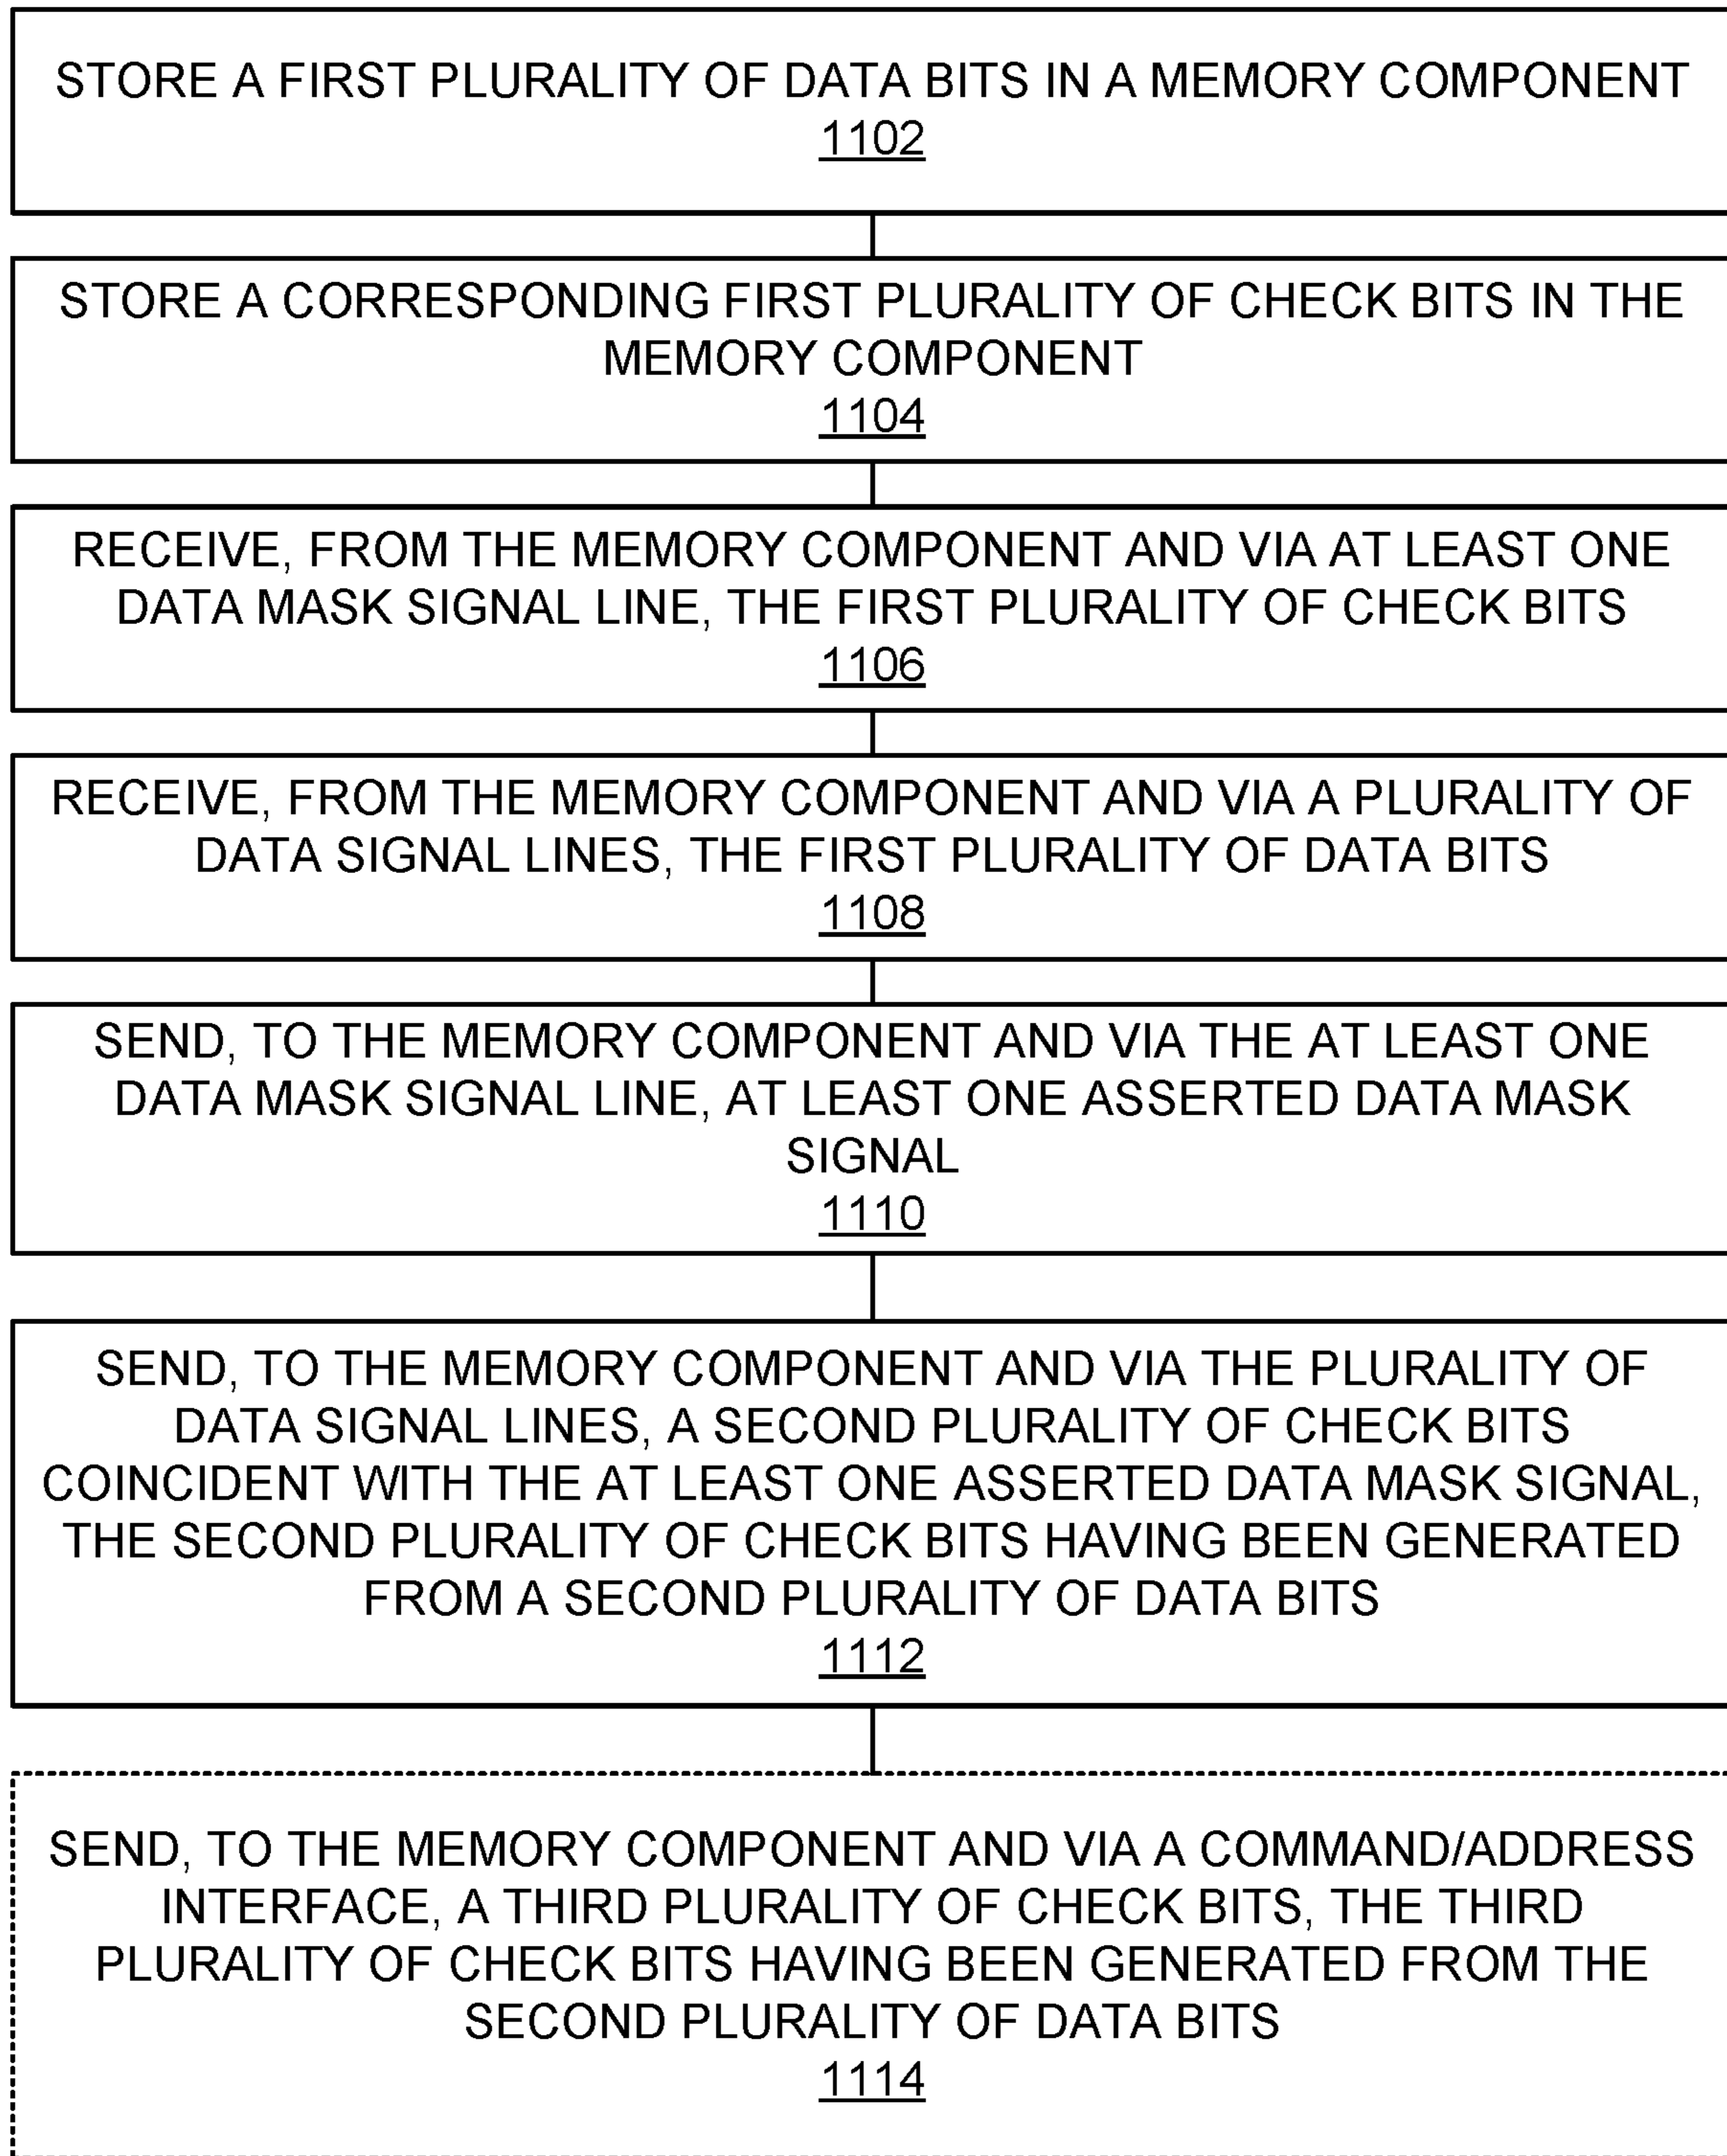 STORE A FIRST PLURALITY OF DATA BITS IN A MEMORY COMPONENT
1102
STORE A CORRESPONDING FIRST PLURALITY OF CHECK BITS IN THE
MEMORY COMPONENT
1104
RECEIVE, FROM THE MEMORY COMPONENT AND VIA AT LEAST ONE
DATA MASK SIGNAL LINE, THE FIRST PLURALITY OF CHECK BITS
1106
RECEIVE, FROM THE MEMORY COMPONENT AND VIA A PLURALITY OF
DATA SIGNAL LINES, THE FIRST PLURALITY OF DATA BITS
1108
SEND, TO THE MEMORY COMPONENT AND VIA THE AT LEAST ONE
DATA MASK SIGNAL LINE, AT LEAST ONE ASSERTED DATA MASK
SIGNAL
1110
SEND, TO THE MEMORY COMPONENT AND VIA THE PLURALITY OF
DATA SIGNAL LINES, A SECOND PLURALITY OF CHECK BITS
COINCIDENT WITH THE AT LEAST ONE ASSERTED DATA MASK SIGNAL,
THE SECOND PLURALITY OF CHECK BITS HAVING BEEN GENERATED
FROM A SECOND PLURALITY OF DATA BITS
1112
SEND, TO THE MEMORY COMPONENT AND VIA A COMMAND/ADDRESS
INTERFACE, A THIRD PLURALITY OF CHECK BITS, THE THIRD
PLURALITY OF CHECK BITS HAVING BEEN GENERATED FROM THE
SECOND PLURALITY OF DATA BITS
1114